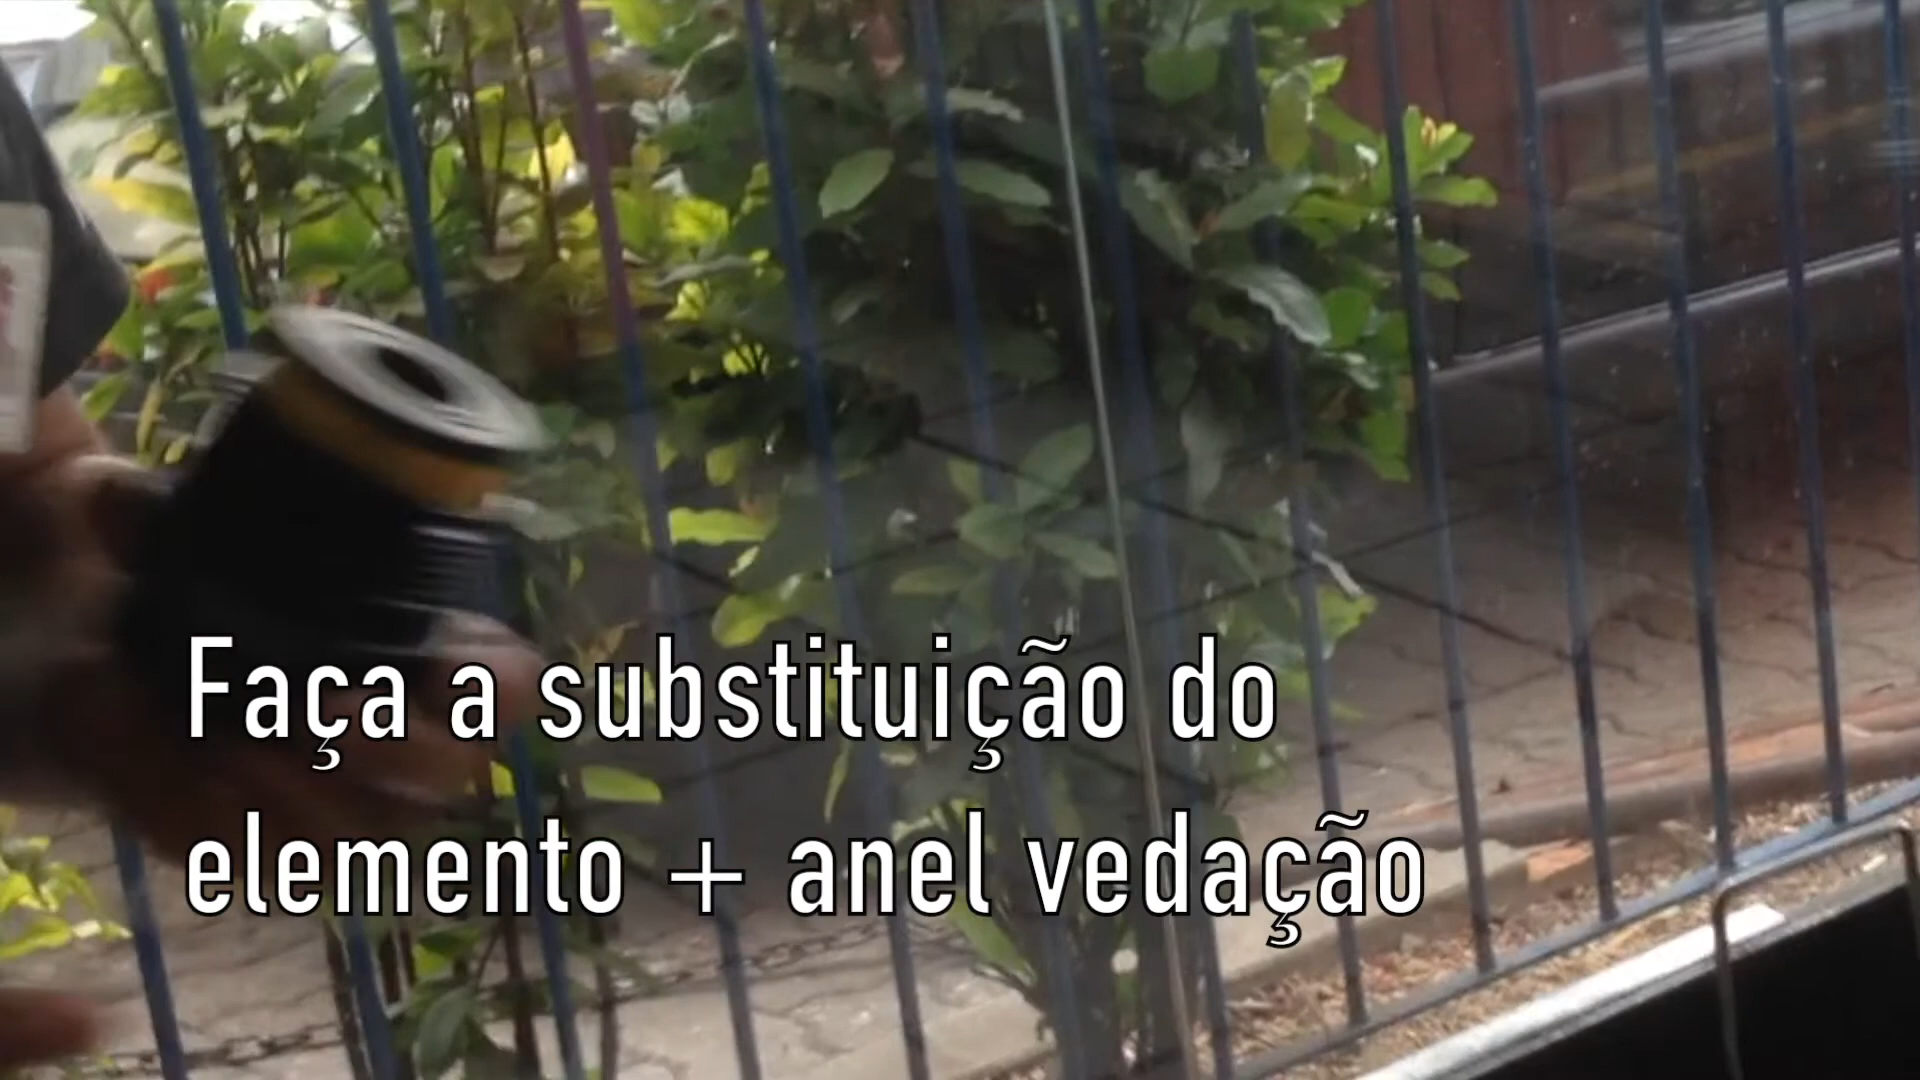 Faça a substituição do
elemento + anel vedação